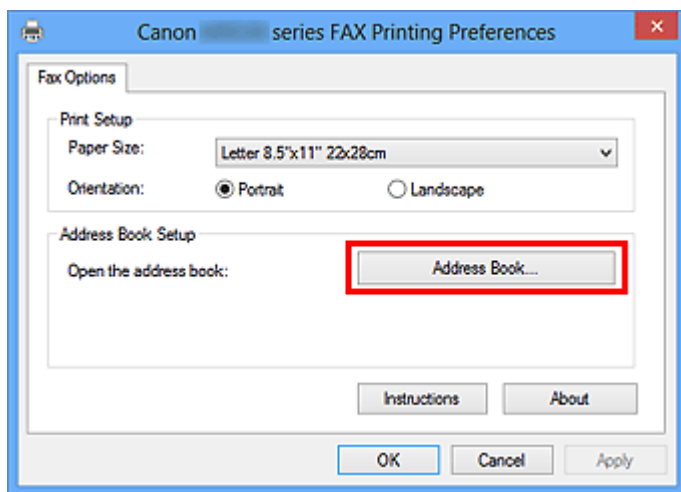 Canon series FAX Printing Preferences
Fax Options
Print Setup
Paper Size: Letter 8.5"x11" 22x28cm
Orientation: Portrait Landscape
Address Book Setup
Open the address book: Address Book...
Instructions About
OK Cancel Apply